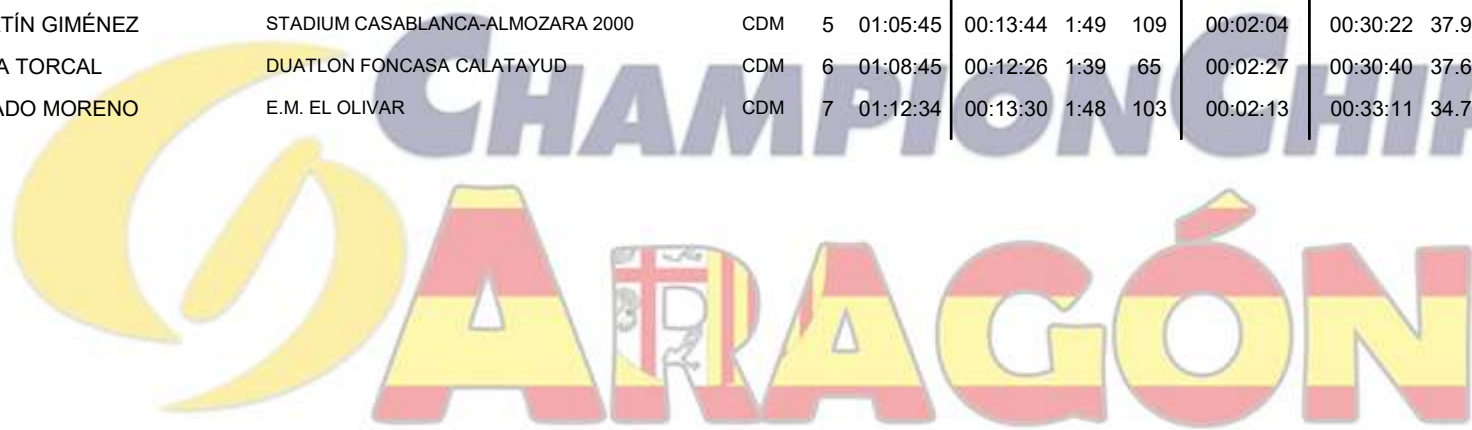 TÍN GIMÉNEZ STADIUM CASABLANCA-ALMOZARA 2000 CDM 5 01:05:45 00:13:44 1:49 109 00:02:04 00:30:22 37.9
A TORCAL DUATLON FONCASA CALATAYUD CDM 6 01:08:45 00:12:26 1:39 65 00:02:27 00:30:40 37.6
ADO MORENO E.M. EL OLIVAR CDM 7 01:12:34 00:13:30 1:48 103 00:02:13 00:33:11 34.7
CHAMPIONCHIP
ARAGÓN